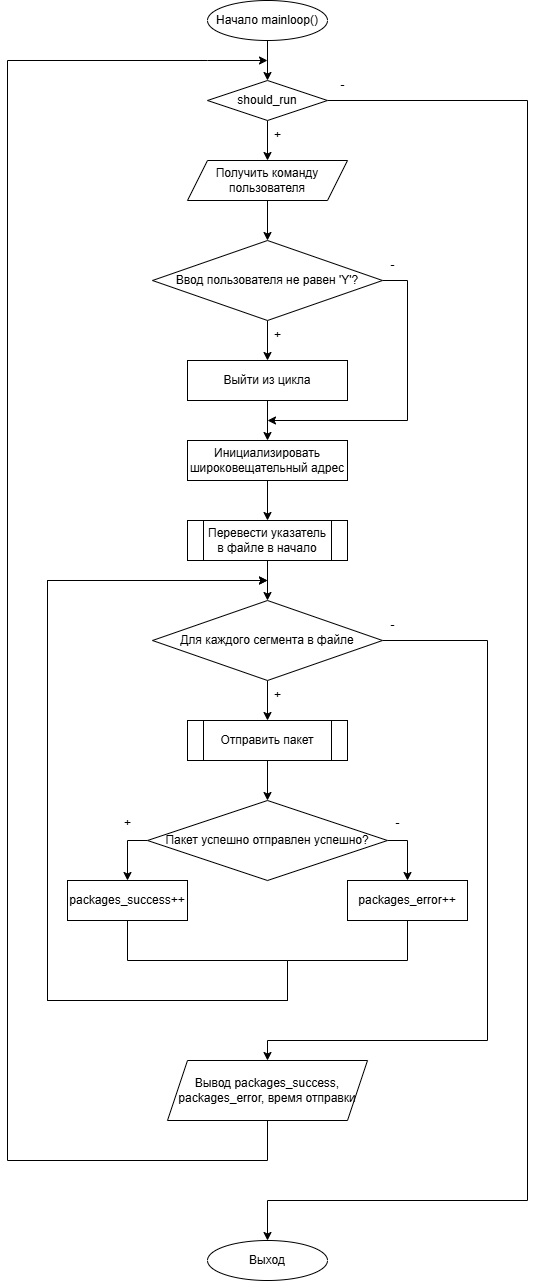 Начало mainloop()
-
should_run
+
Получить команду
пользователя
-
Ввод пользователя не равен 'Y'?
+
Выйти из цикла
Инициализировать
широковещательный адрес
Перевести указатель
в файле в начало
-
Для каждого сегмента в файле
+
Отправить пакет
+
-
Пакет успешно отправлен успешно?
packages_success++
packages_error++
Вывод packages_success,
packages_error, время отправки
Выход